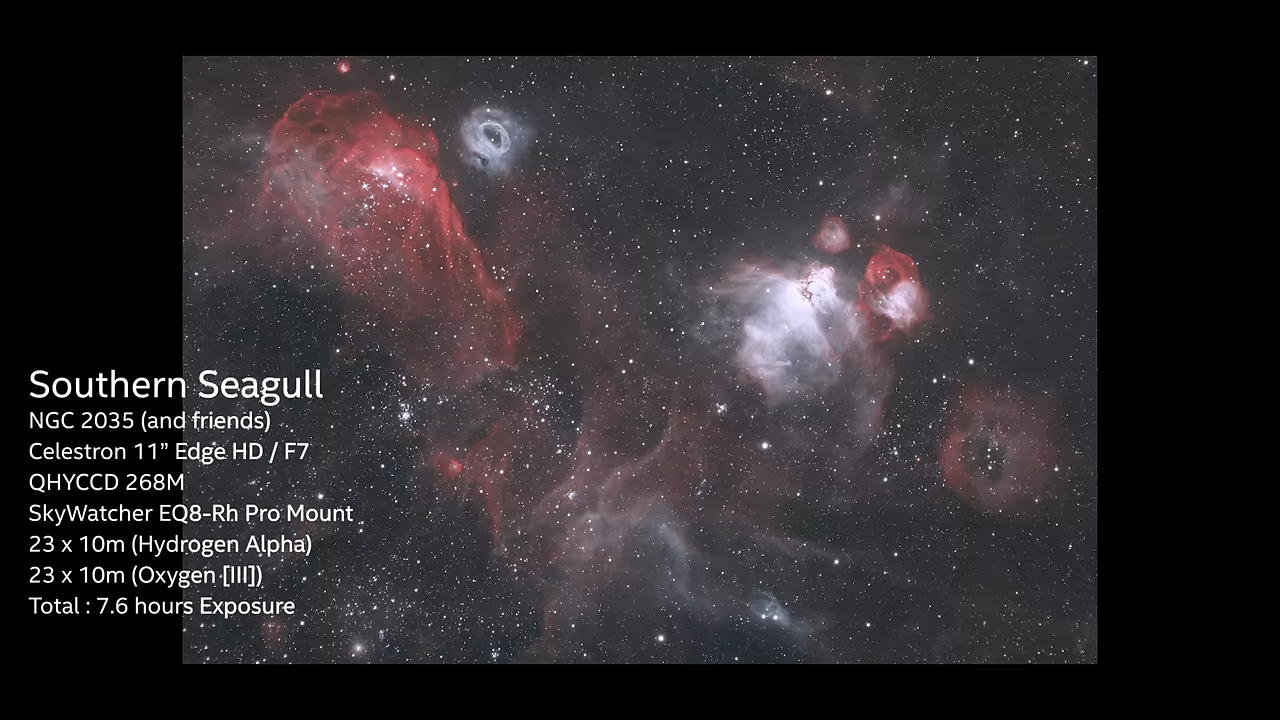 Southern Seagull
NGC 2035 (and friends)
Celestron 11” Edge HD / F7
QHYCCD 268M
SkyWatcher EQ8-Rh Pro Mount
23 x 10m (Hydrogen Alpha)
23 x 10m (Oxygen [III])
Total : 7.6 hours Exposure